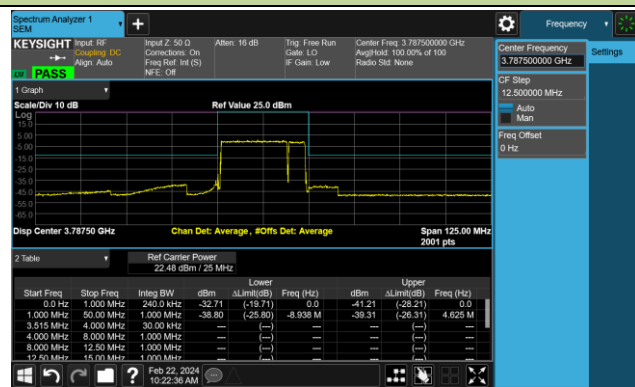 Spectrum Analyzer 1
SEM
Frequency
KEYSIGHT
Input: RF
Coupling: DC
Align: Auto
Input Z: 50 Ω
Corrections: On
Freq Ref: Int (S)
NFE: Off
Atten: 16 dB
Trig: Free Run
Gate: LO
IF Gain: Low
Center Freq: 3.787500000 GHz
Avg|Hold: 100.00% of 100
Radio Std: None
PASS
Center Frequency
3.787500000 GHz
Settings
CF Step
12.500000 MHz
Auto
Man
Freq Offset
0 Hz
1 Graph
Scale/Div 10 dB
Ref Value 25.0 dBm
Log
15.0
5.00
-5.00
-15.0
-25.0
-35.0
-45.0
-55.0
-65.0
Disp Center 3.78750 GHz
Chan Det: Average, #Offs Det: Average
Span 125.00 MHz
2001 pts
2 Table
Ref Carrier Power
22.48 dBm / 25 MHz
Lower Upper
Start Freq Stop Freq Integ BW dBm ΔLimit(dB) Freq (Hz) dBm ΔLimit(dB) Freq (Hz)
0.0 Hz 1.000 MHz 240.0 kHz -32.71 (-19.71) 0.0 -41.21 (-28.21) 0.0
1.000 MHz 50.00 MHz 1.000 MHz -38.80 (-25.80) -8.938 M -39.31 (-26.31) 4.625 M
3.515 MHz 4.000 MHz 30.00 kHz --- (---) --- --- (---) ---
4.000 MHz 8.000 MHz 1.000 MHz --- (---) --- --- (---) ---
8.000 MHz 12.50 MHz 1.000 MHz --- (---) --- --- (---) ---
12.50 MHz 15.00 MHz 1.000 MHz --- (---) --- --- (---) ---
Feb 22, 2024
10:22:36 AM